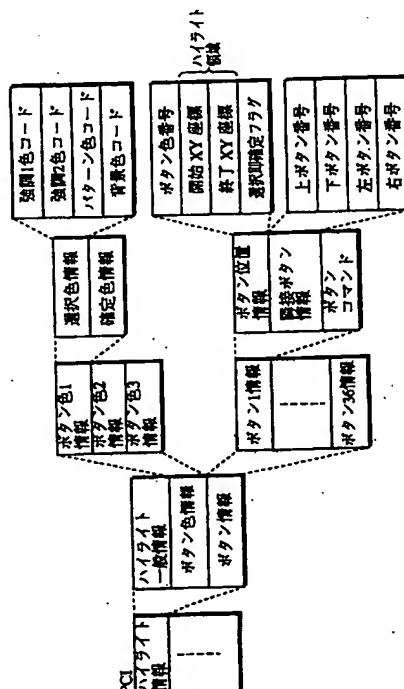 PCI
ハイライト
情報
ハイライト
一般情報
ボタン色情報
ボタン情報
ボタン色1
情報
ボタン色2
情報
ボタン色3
情報
選択色情報
確定色情報
強調1色コード
強調2色コード
パターン色コード
背景色コード
ボタン1情報
ボタン36情報
ボタン位置
情報
隣接ボタン
情報
ボタン
コマンド
ボタン色番号
開始XY座標
終了XY座標
選択即確定フラグ
ハイライト
領域
上ボタン番号
下ボタン番号
左ボタン番号
右ボタン番号